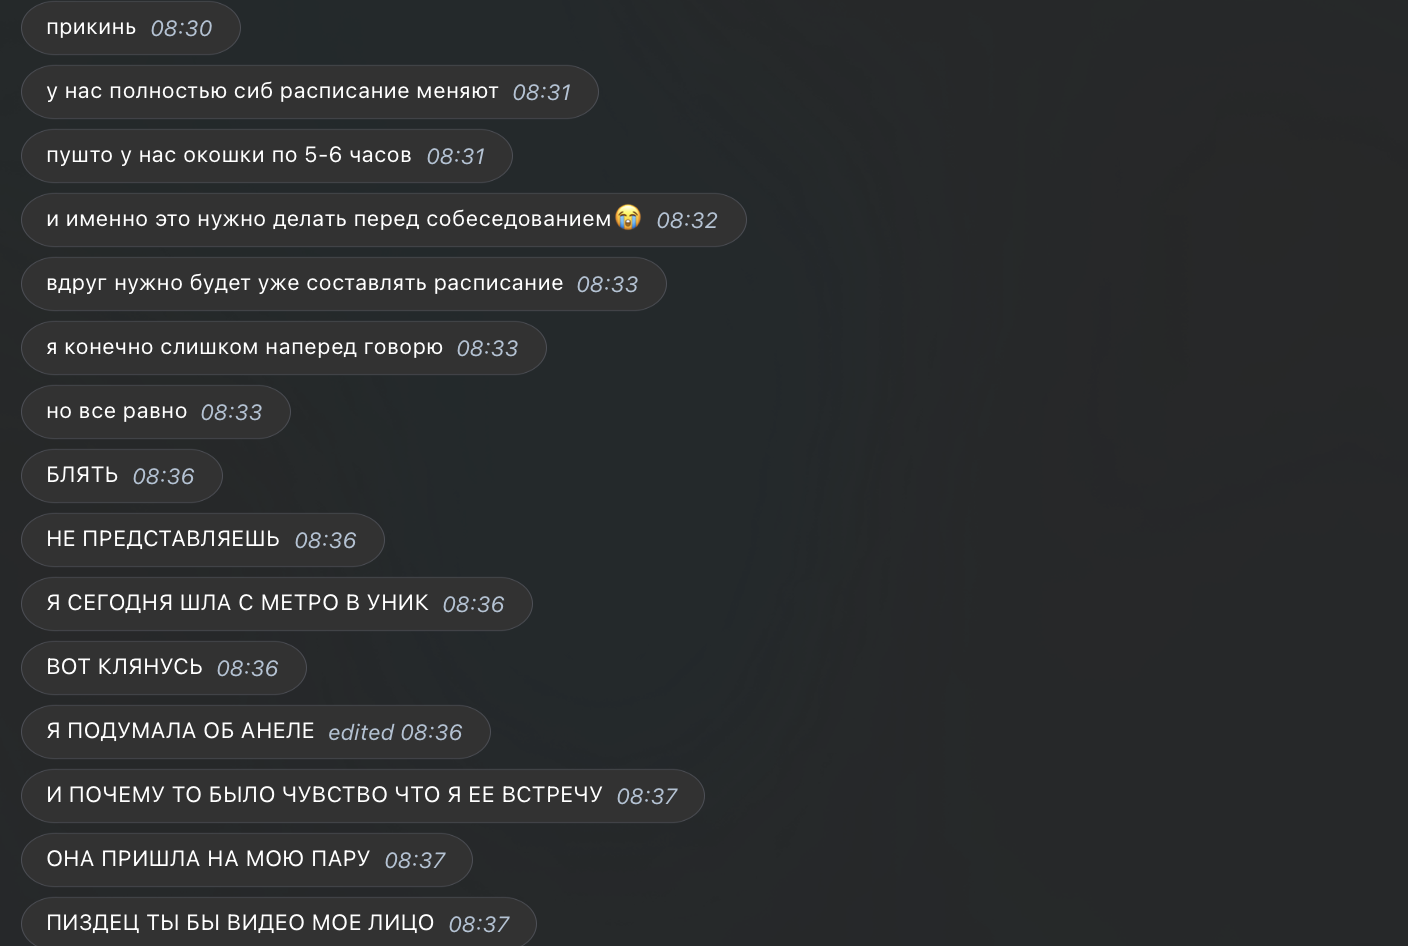 прикинь 08:30
у нас полностью сиб расписание меняют 08:31
пушто у нас окошки по 5-6 часов 08:31
и именно это нужно делать перед собеседованием😭 08:32
вдруг нужно будет уже составлять расписание 08:33
я конечно слишком наперед говорю 08:33
но все равно 08:33
БЛЯТЬ 08:36
НЕ ПРЕДСТАВЛЯЕШЬ 08:36
Я СЕГОДНЯ ШЛА С МЕТРО В УНИК 08:36
ВОТ КЛЯНУСЬ 08:36
Я ПОДУМАЛА ОБ АНЕЛЕ edited 08:36
И ПОЧЕМУ ТО БЫЛО ЧУВСТВО ЧТО Я ЕЕ ВСТРЕЧУ 08:37
ОНА ПРИШЛА НА МОЮ ПАРУ 08:37
ПИЗДЕЦ ТЫ БЫ ВИДЕО МОЕ ЛИЦО 08:37